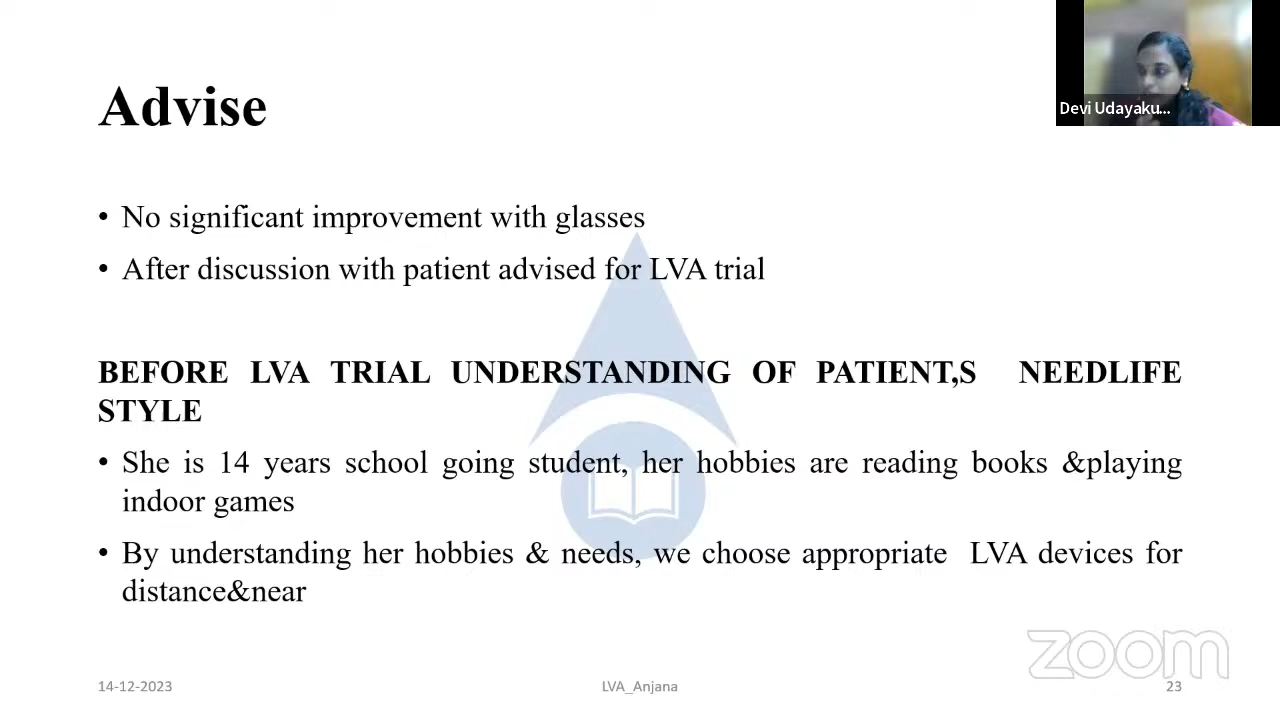 Devi Udayaku...
Advise
• No significant improvement with glasses
• After discussion with patient advised for LVA trial
BEFORE LVA TRIAL UNDERSTANDING OF PATIENT,S NEEDLIFE
STYLE
• She is 14 years school going student, her hobbies are reading books &playing
indoor games
• By understanding her hobbies & needs, we choose appropriate LVA devices for
distance&near
zoom
14-12-2023
LVA_Anjana
23